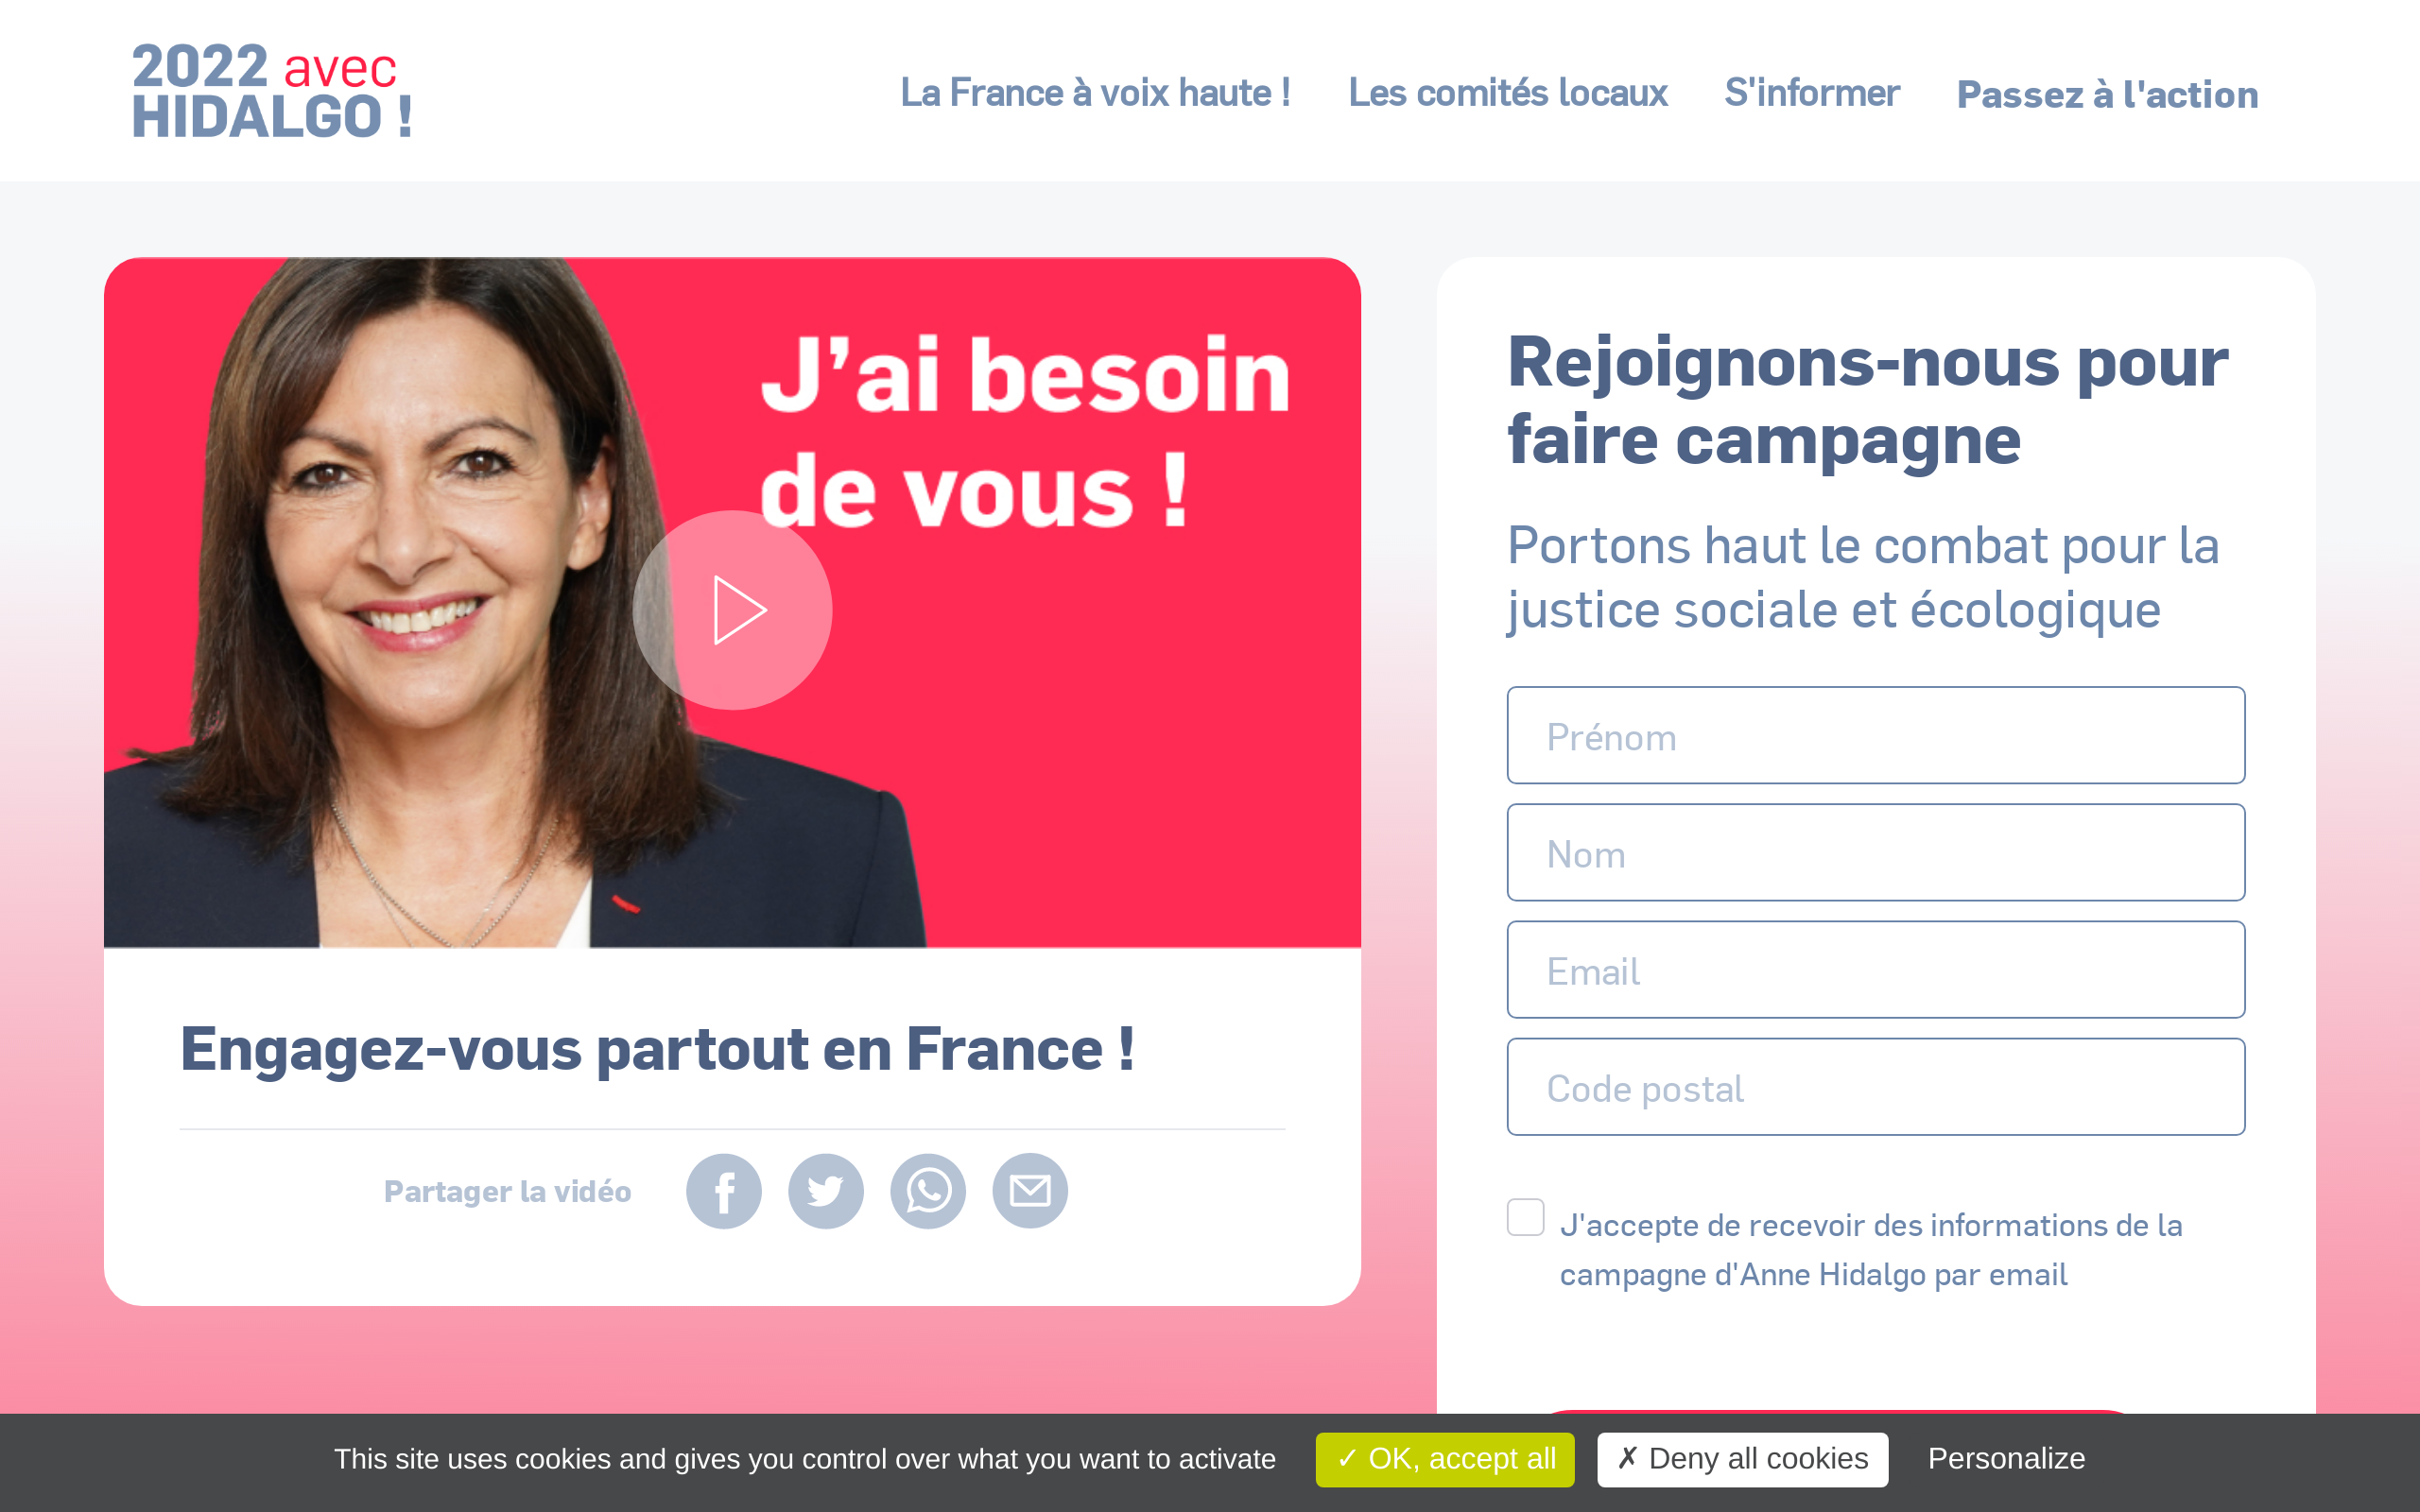 2022 avec
HIDALGO !
La France à voix haute !
Les comités locaux
S'informer
Passez à l'action
J’ai besoin
de vous !
Engagez-vous partout en France !
Partager la vidéo
Rejoignons-nous pour
faire campagne
Portons haut le combat pour la
justice sociale et écologique
Prénom
Nom
Email
Code postal
J'accepte de recevoir des informations de la
campagne d'Anne Hidalgo par email
This site uses cookies and gives you control over what you want to activate
✓ OK, accept all
✗ Deny all cookies
Personalize